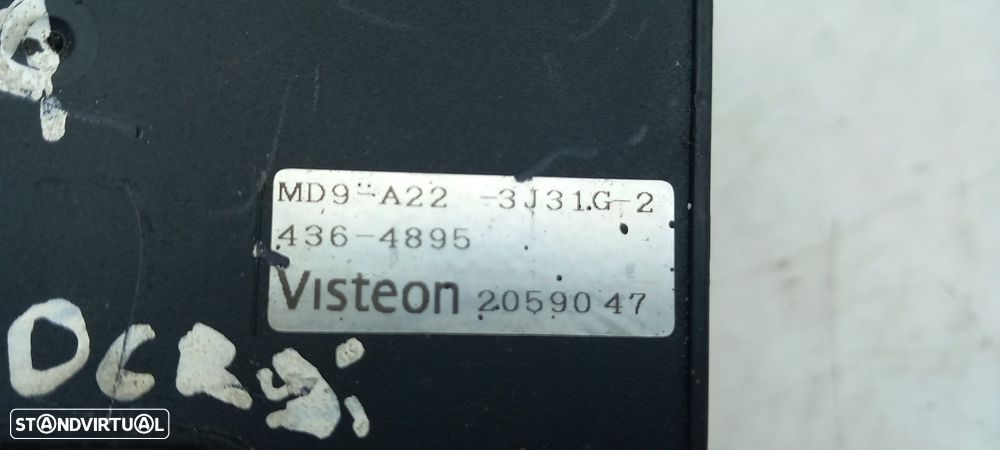 MD9-A22 -3J31.G-2
436-4895
Visteon 2059047
STANDVIRTUAL